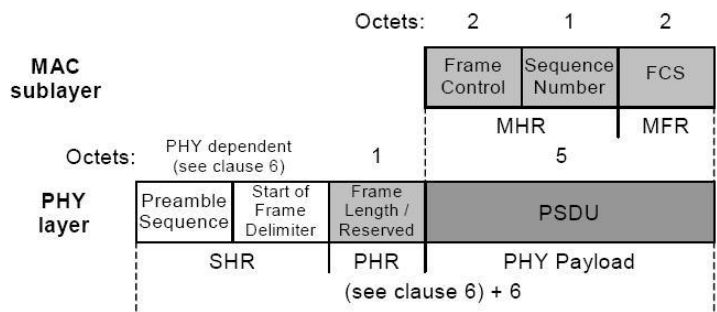 Octets: 2 1 2
MAC sublayer
Frame Control
Sequence Number
FCS
MHR MFR
Octets: PHY dependent (see clause 6) 1 5
PHY layer
Preamble Sequence
Start of Frame Delimiter
Frame Length / Reserved
PSDU
SHR PHR PHY Payload
(see clause 6) + 6